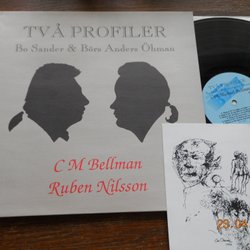 TVÅ PROFILER
Bo Sander & Börs Anders Öhman
C M Bellman
Ruben Nilsson